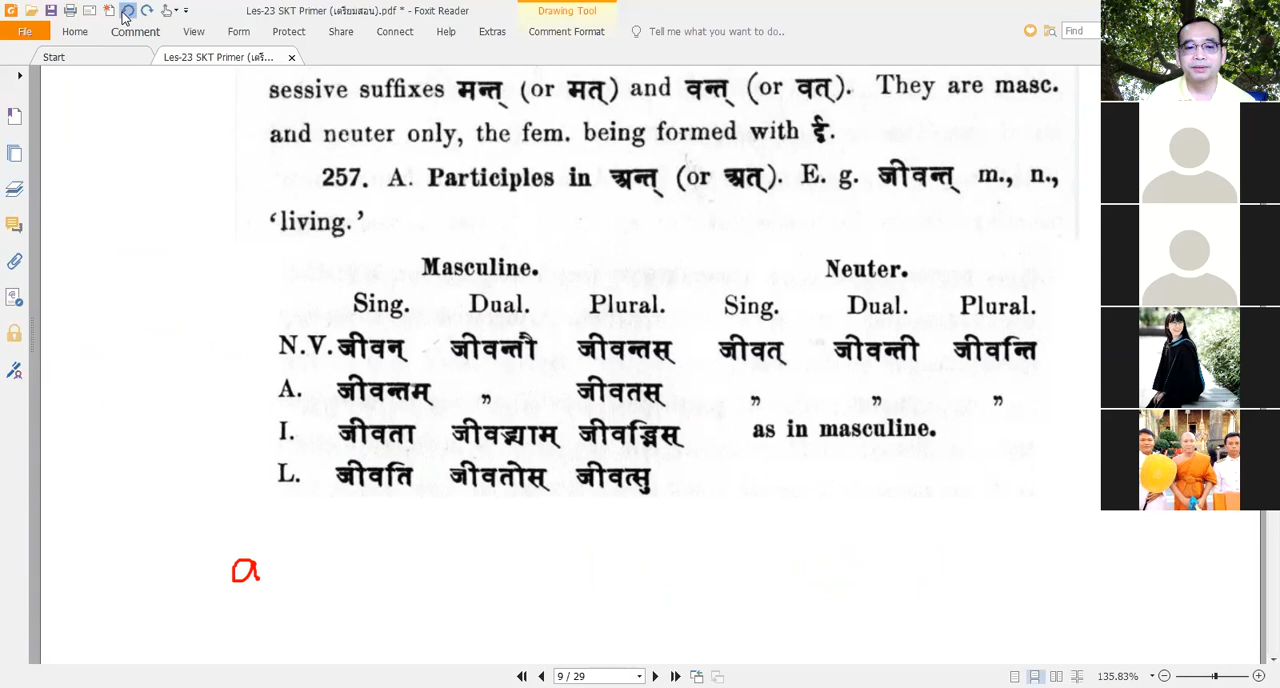 Les-23 SKT Primer (เตรียมสอน).pdf * - Foxit Reader
Drawing Tool
File Home Comment View Form Protect Share Connect Help Extras Comment Format Tell me what you want to do.. Find
Start Les-23 SKT Primer (เตรี...
sessive suffixes मन्त् (or मत्) and वन्त् (or वत्). They are masc.
and neuter only, the fem. being formed with ई.
257. A. Participles in अन्त् (or अत्). E. g. जीवन्त् m., n.,
‘living.’
Masculine. Neuter.
Sing. Dual. Plural. Sing. Dual. Plural.
N.V. जीवन् जीवन्तौ जीवन्तस् जीवत् जीवन्ती जीवन्ति
A. जीवन्तम् „ जीवतस् „ „ „
I. जीवता जीवद्भ्याम् जीवद्भिस् as in masculine.
L. जीवति जीवतोस् जीवत्सु
a
9 / 29 135.83%